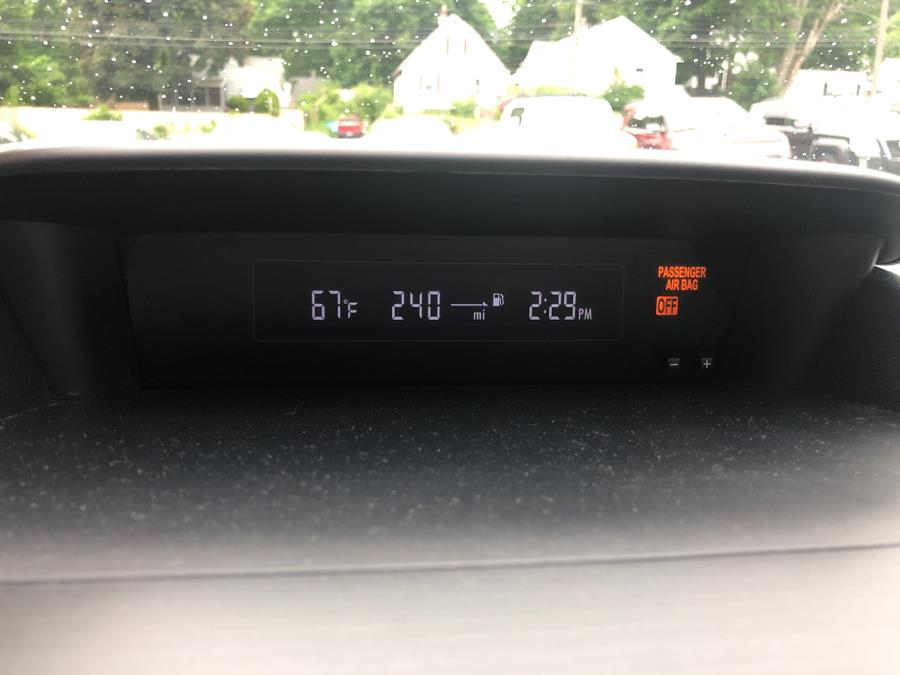 67°F 240 mi 2:29 PM
PASSENGER
AIR BAG
OFF
- +